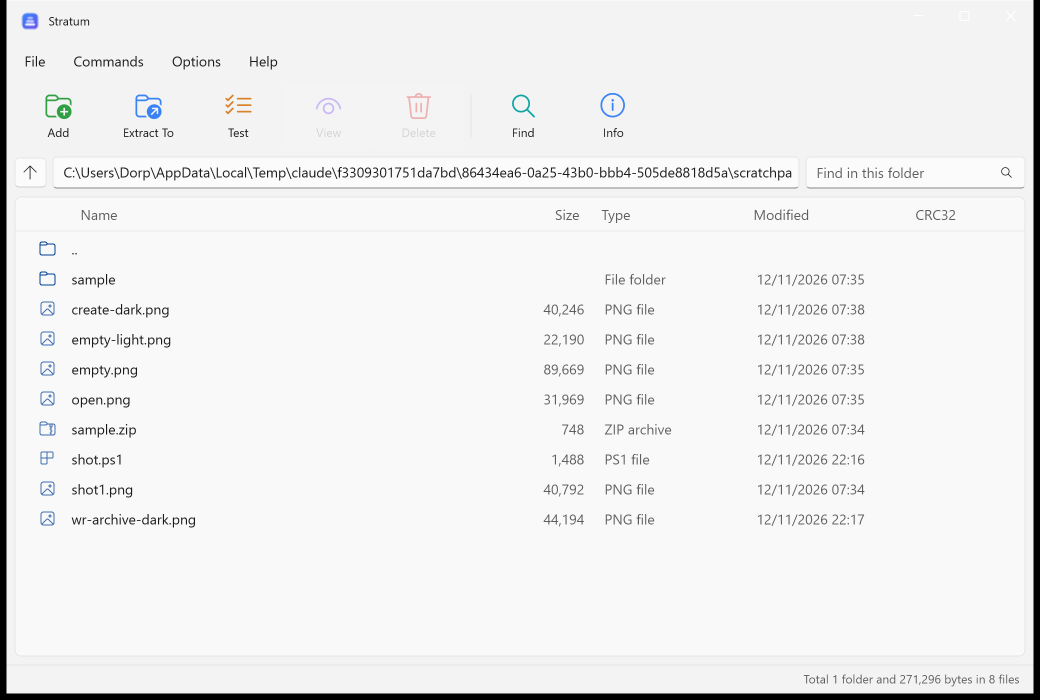 Stratum
File Commands Options Help
Add Extract To Test View Delete Find Info
C:\Users\Dorp\AppData\Local\Temp\claude\f3309301751da7bd\86434ea6-0a25-43b0-bbb4-505de8818d5a\scratchpa Find in this folder
Name Size Type Modified CRC32
..
sample File folder 12/11/2026 07:35
create-dark.png 40,246 PNG file 12/11/2026 07:38
empty-light.png 22,190 PNG file 12/11/2026 07:38
empty.png 89,669 PNG file 12/11/2026 07:35
open.png 31,969 PNG file 12/11/2026 07:35
sample.zip 748 ZIP archive 12/11/2026 07:34
shot.ps1 1,488 PS1 file 12/11/2026 22:16
shot1.png 40,792 PNG file 12/11/2026 07:34
wr-archive-dark.png 44,194 PNG file 12/11/2026 22:17
Total 1 folder and 271,296 bytes in 8 files